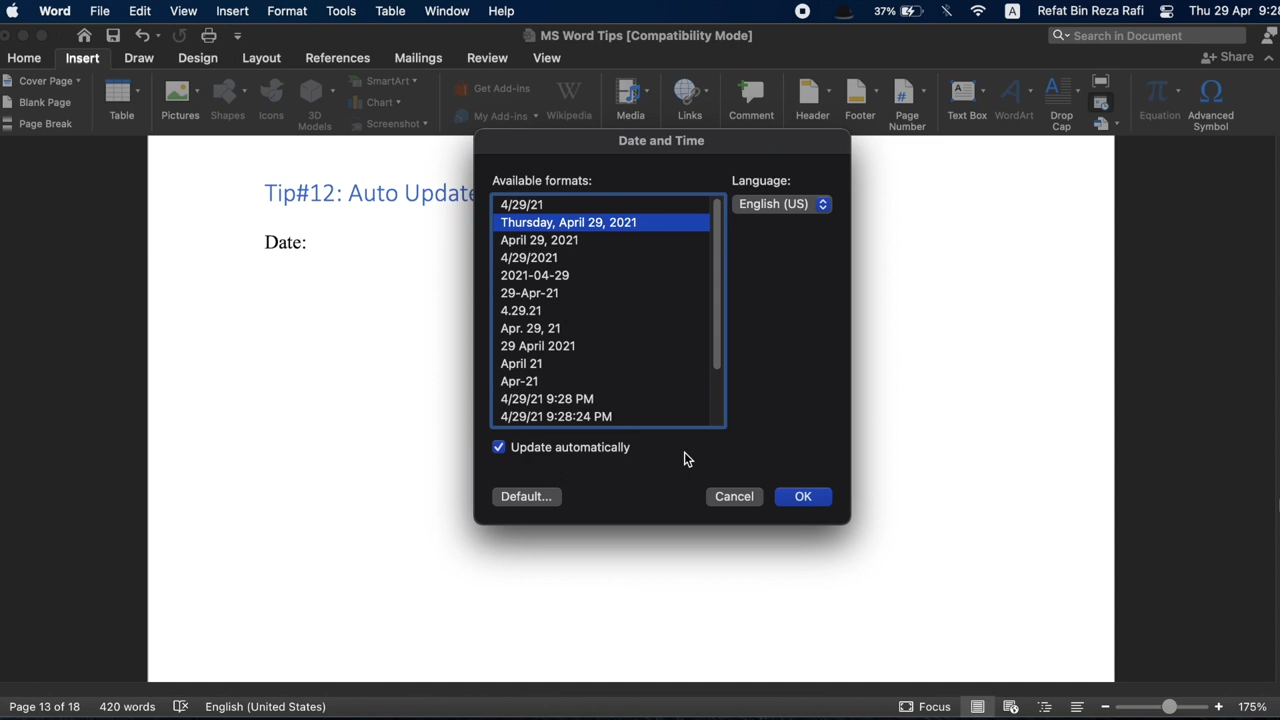 Word File Edit View Insert Format Tools Table Window Help 37% A Refat Bin Reza Rafi Thu 29 Apr 9:28
MS Word Tips [Compatibility Mode] Search in Document
Home Insert Draw Design Layout References Mailings Review View Share
Cover Page
Blank Page
Page Break
Table
Pictures
Shapes
Icons
3D
Models
SmartArt
Chart
Screenshot
Get Add-ins
My Add-ins
Wikipedia
Media
Links
Comment
Header
Footer
Page
Number
Text Box
WordArt
Drop
Cap
Equation
Advanced
Symbol
Date and Time
Tip#12: Auto Update
Date:
Available formats:
4/29/21
Thursday, April 29, 2021
April 29, 2021
4/29/2021
2021-04-29
29-Apr-21
4.29.21
Apr. 29, 21
29 April 2021
April 21
Apr-21
4/29/21 9:28 PM
4/29/21 9:28:24 PM
Language:
English (US)
Update automatically
Default... Cancel OK
Page 13 of 18 420 words English (United States) Focus 175%